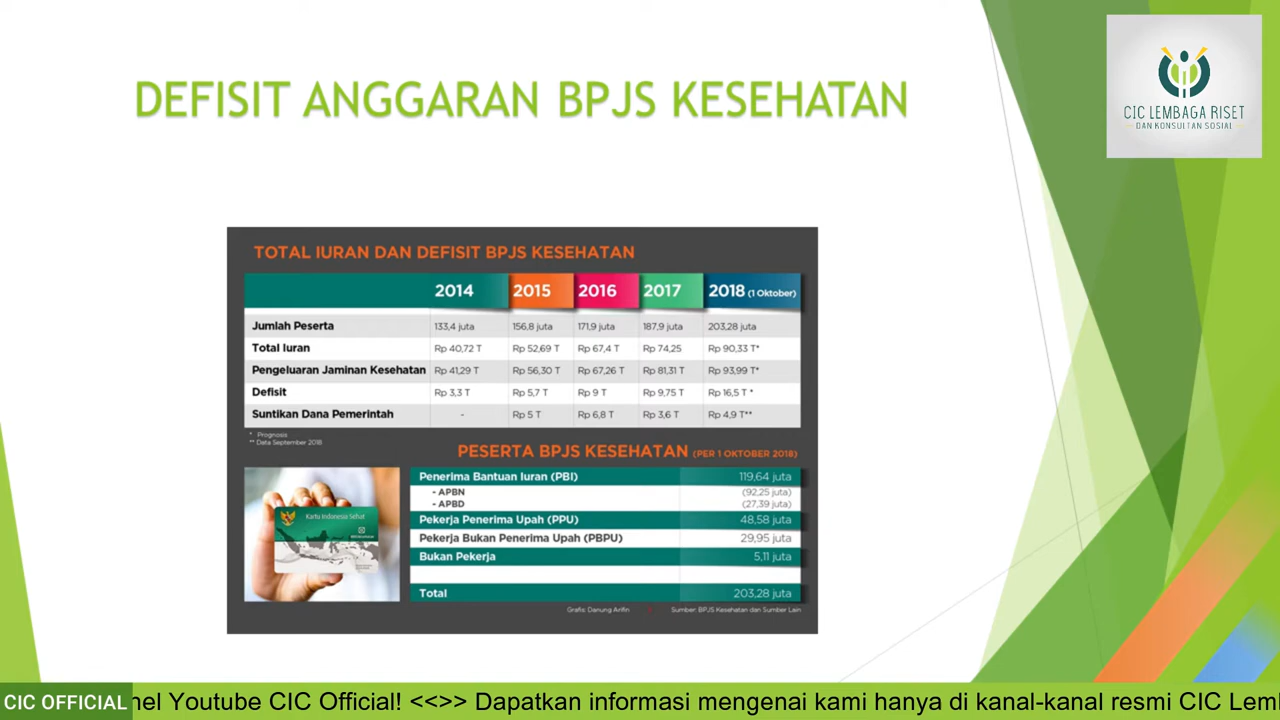 DEFISIT ANGGARAN BPJS KESEHATAN
CIC LEMBAGA RISET
DAN KONSULTAN SOSIAL
TOTAL IURAN DAN DEFISIT BPJS KESEHATAN
2014 2015 2016 2017 2018 (1 Oktober)
Jumlah Peserta 133,4 juta 156,8 juta 171,9 juta 187,9 juta 203,28 juta
Total Iuran Rp 40,72 T Rp 52,69 T Rp 67,4 T Rp 74,25 Rp 90,33 T*
Pengeluaran Jaminan Kesehatan Rp 41,29 T Rp 56,30 T Rp 67,26 T Rp 81,31 T Rp 93,99 T*
Defisit Rp 3,3 T Rp 5,7 T Rp 9 T Rp 9,75 T Rp 16,5 T *
Suntikan Dana Pemerintah - Rp 5 T Rp 6,8 T Rp 3,6 T Rp 4,9 T**
* Prognosis
** Data September 2018
PESERTA BPJS KESEHATAN (PER 1 OKTOBER 2018)
Penerima Bantuan Iuran (PBI) 119,64 juta
- APBN (92,25 juta)
- APBD (27,39 juta)
Pekerja Penerima Upah (PPU) 48,58 juta
Pekerja Bukan Penerima Upah (PBPU) 29,95 juta
Bukan Pekerja 5,11 juta
Total 203,28 juta
Kartu Indonesia Sehat
Grafis: Danung Arifin Sumber: BPJS Kesehatan dan Sumber Lain
CIC OFFICIAL nel Youtube CIC Official! <<>> Dapatkan informasi mengenai kami hanya di kanal-kanal resmi CIC Lem